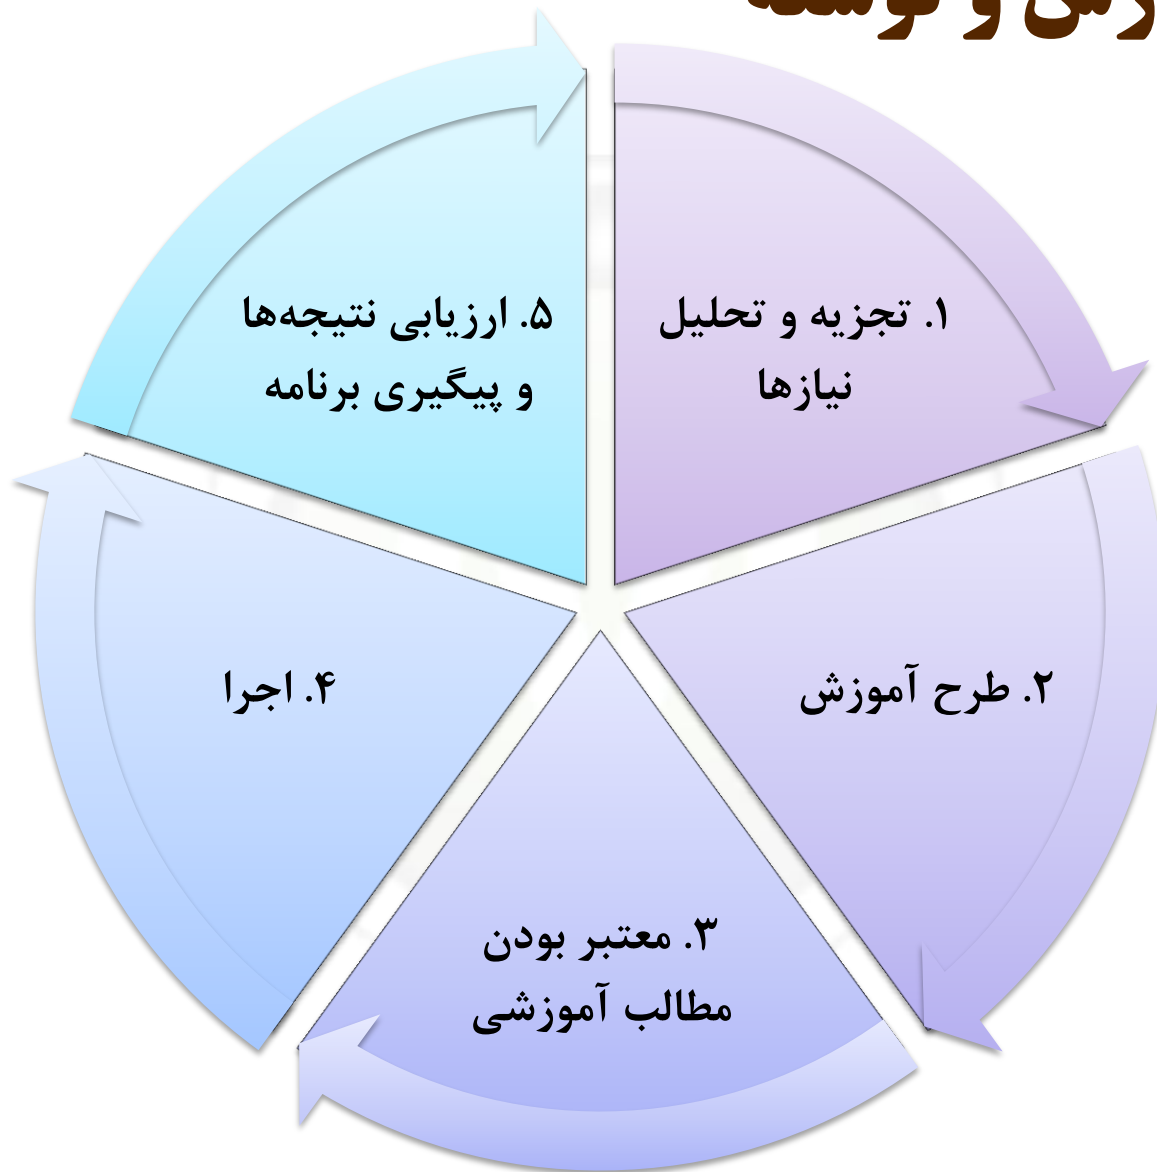 و توسعه
۱. تجزیه و تحلیل
نیازها
۲. طرح آموزش
۳. معتبر بودن
مطالب آموزشی
۴. اجرا
۵. ارزیابی نتیجه‌ها
و پیگیری برنامه